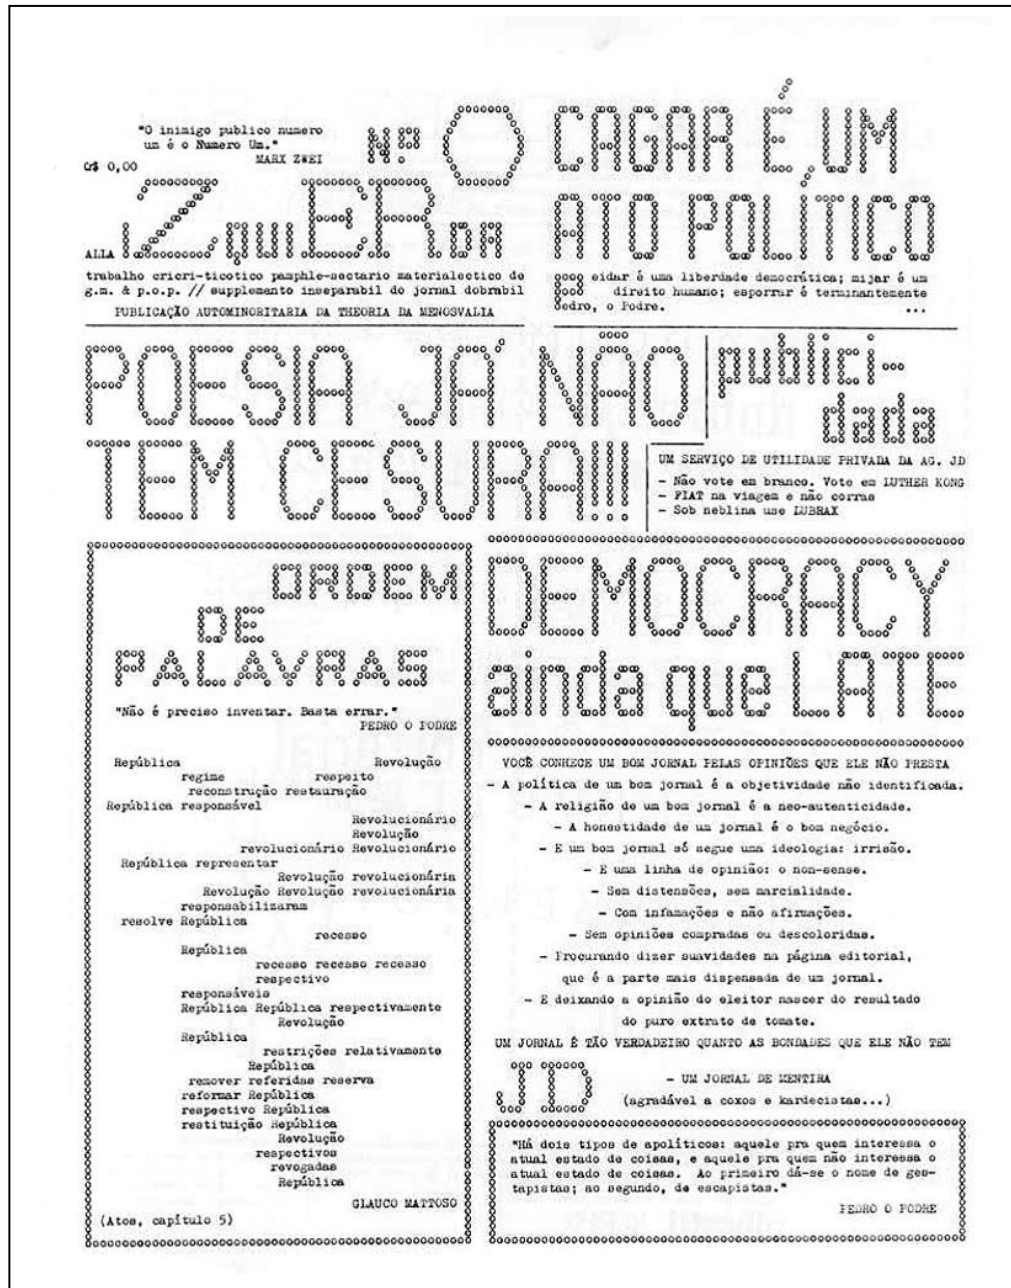 "O inimigo publico numero
um é o Numero Um."
MARX ZWEI
Nº 0
Cr$ 0,00
ALLA iZquiERDA
trabalho cricri-ticotico pamphle-sectario materialectico de
g.m. & p.o.p. // supplemento inseparabil do jornal dobrabil
PUBLICAÇÃO AUTOMINORITARIA DA THEORIA DA MENOSVALIA
CAGAR É UM
ATO POLÍTICO
Peidar é uma liberdade democrática; mijar é um
direito humano; esporrar é terminantemente
Pedro, o Podre. ...
POESIA JÁ NÃO
TEM CESURA!!!
publici-
dada
UM SERVIÇO DE UTILIDADE PRIVADA DA AG. JD
- Não vote em branco. Vote em LUTHER KONG
- FIAT na viagem e não corras
- Sob neblina use LUBRAX
ORDEM
DE
PALAVRAS
"Não é preciso inventar. Basta errar."
PEDRO O PODRE
República Revolução
regime respeito
reconstrução restauração
República responsável
Revolucionário
Revolução
revolucionário Revolucionário
República representar
Revolução revolucionária
Revolução Revolução revolucionária
responsabilizaram
resolve República
recesso
República
recesso recesso recesso
respectivo
responsáveis
República República respectivamente
Revolução
República
restrições relativamente
República
remover referidas reserva
reformar República
respectivo República
restituição República
Revolução
respectivos
revogadas
República
GLAUCO MATTOSO
(Atos, capítulo 5)
DEMOCRACY
ainda que LATE
VOCÊ CONHECE UM BOM JORNAL PELAS OPINIÕES QUE ELE NÃO PRESTA
- A política de um bom jornal é a objetividade não identificada.
- A religião de um bom jornal é a neo-autenticidade.
- A honestidade de um jornal é o bom negócio.
- E um bom jornal só segue uma ideologia: irrisão.
- E uma linha de opinião: o non-sense.
- Sem distensões, sem marcialidade.
- Com infamações e não afirmações.
- Sem opiniões compradas ou descoloridas.
- Procurando dizer suavidades na página editorial,
que é a parte mais dispensada de um jornal.
- E deixando a opinião do eleitor nascer do resultado
do puro extrato de tomate.
UM JORNAL É TÃO VERDADEIRO QUANTO AS BONDADES QUE ELE NÃO TEM
JD
- UM JORNAL DE MENTIRA
(agradável a coxos e kardecistas...)
"Há dois tipos de apolíticos: aquele pra quem interessa o
atual estado de coisas, e aquele pra quem não interessa o
atual estado de coisas. Ao primeiro dá-se o nome de ges-
tapistas; ao segundo, de escapistas."
PEDRO O PODRE